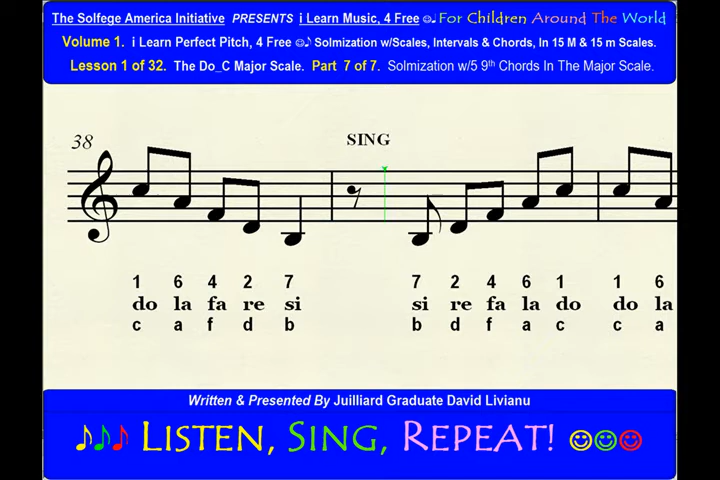 The Solfege America Initiative PRESENTS i Learn Music, 4 Free ☺♪ For Children Around The World
Volume 1. i Learn Perfect Pitch, 4 Free ☺♪ Solmization w/Scales, Intervals & Chords, In 15 M & 15 m Scales.
Lesson 1 of 32. The Do_C Major Scale. Part 7 of 7. Solmization w/5 9th Chords In The Major Scale.
38
SING
1 6 4 2 7 7 2 4 6 1 1 6
do la fa re si si re fa la do do la
c a f d b b d f a c c a
Written & Presented By Juilliard Graduate David Livianu
♪♪♪ LISTEN, SING, REPEAT! ☺☺☺